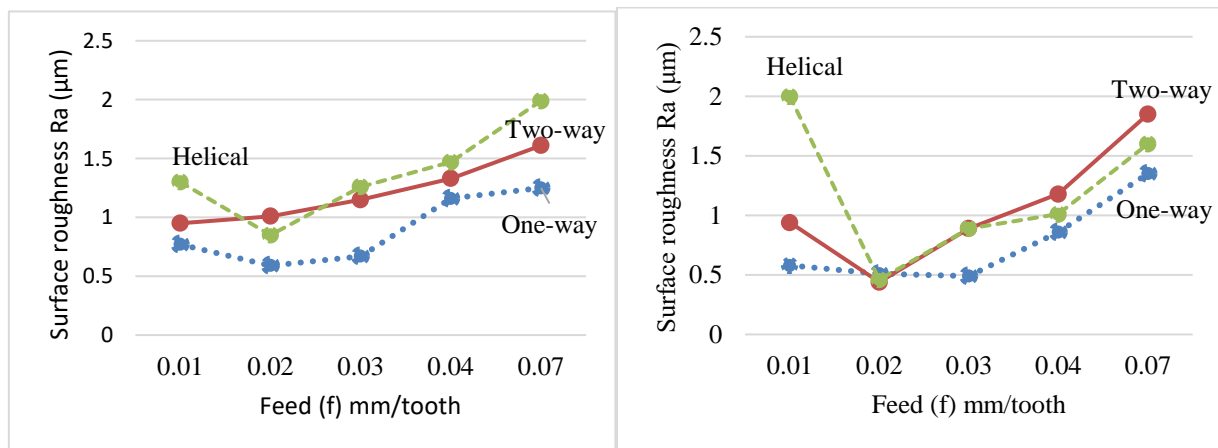 Surface roughness Ra (µm)
2.5
2
1.5
1
0.5
0
Helical
Two-way
One-way
0.01 0.02 0.03 0.04 0.07
Feed (f) mm/tooth
Surface roughness Ra (µm)
2.5
2
1.5
1
0.5
0
Helical
Two-way
One-way
0.01 0.02 0.03 0.04 0.07
Feed (f) mm/tooth